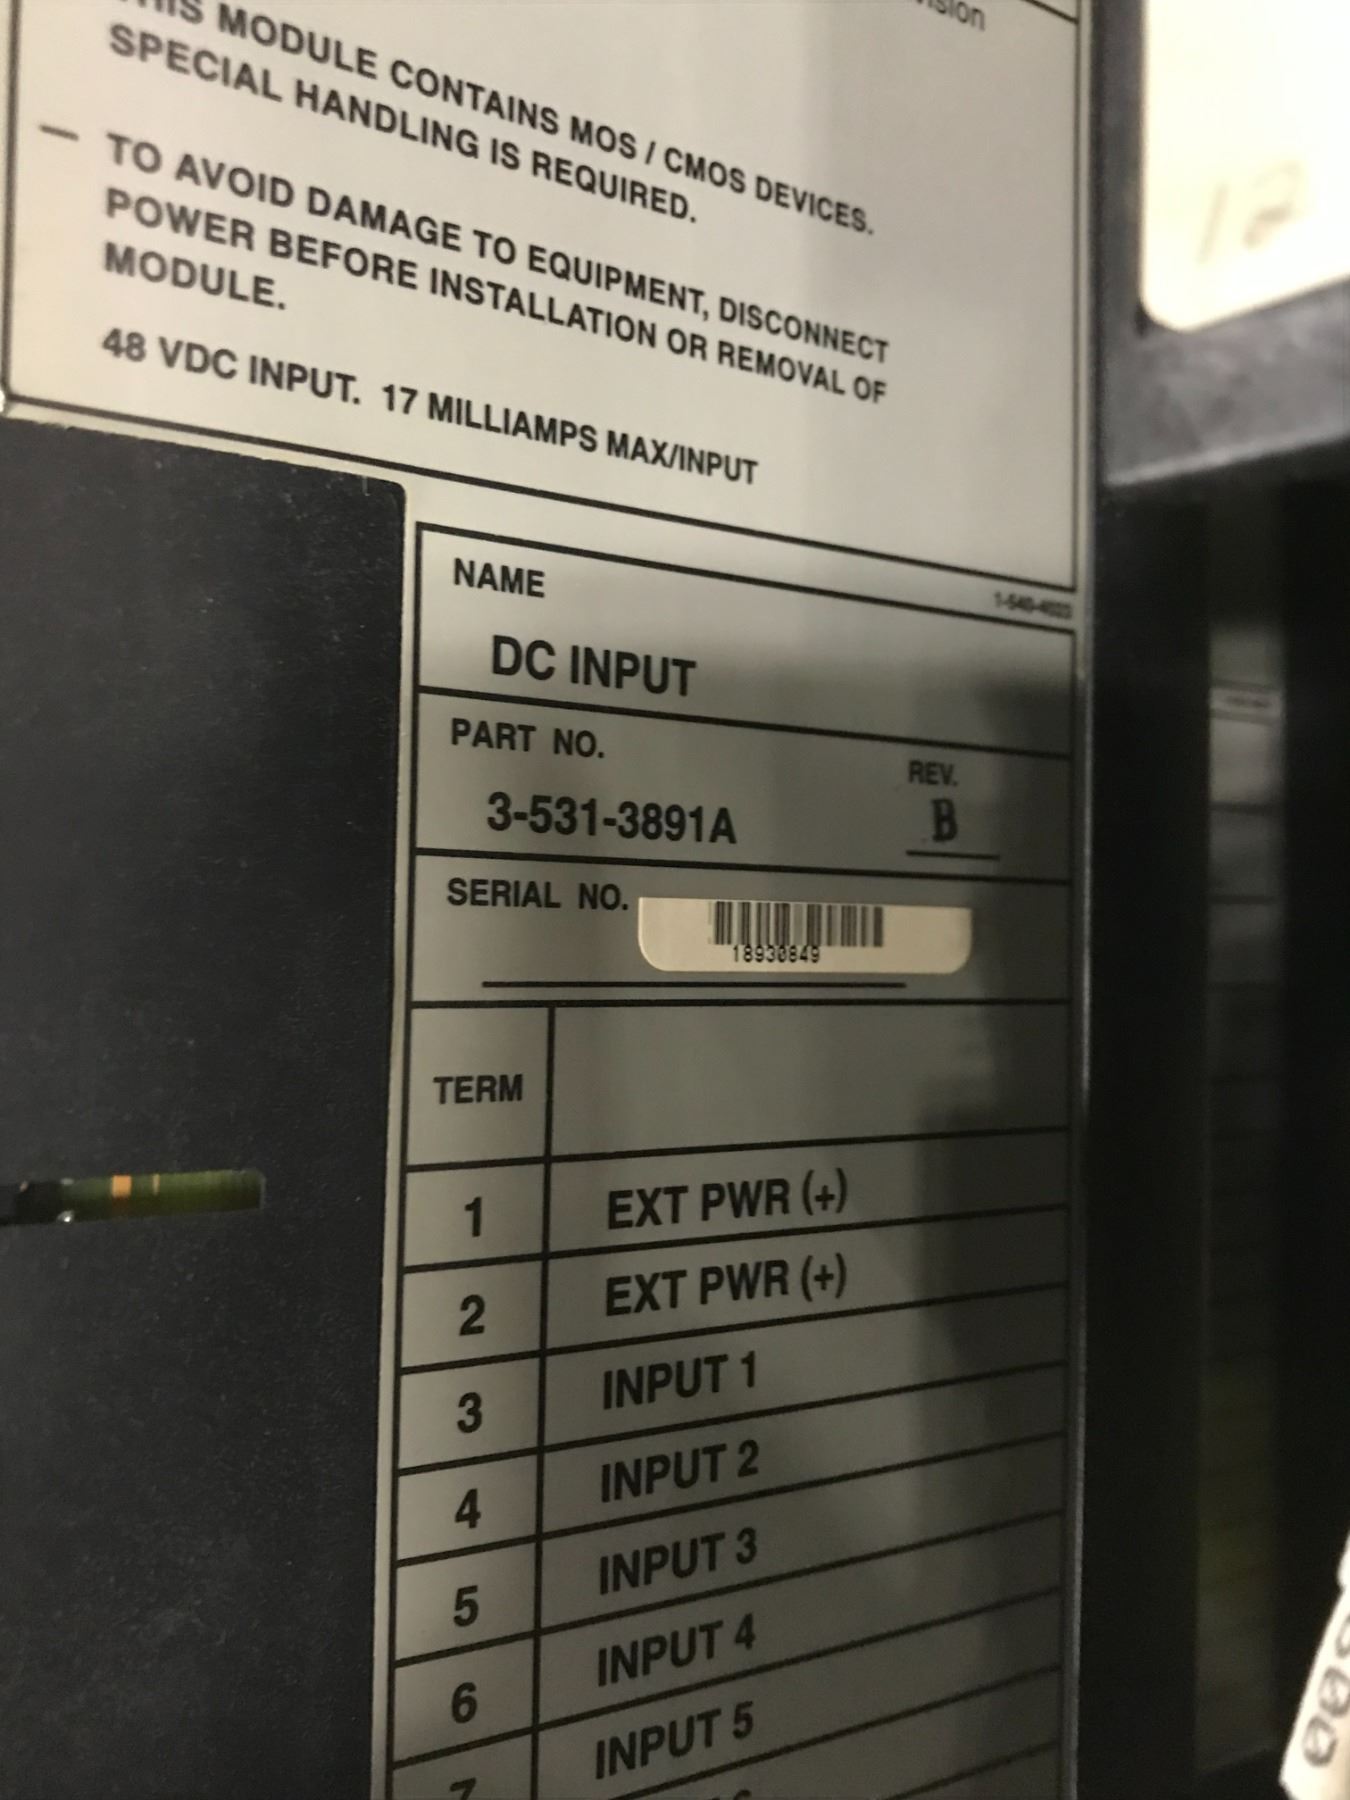 THIS MODULE CONTAINS MOS / CMOS DEVICES.
SPECIAL HANDLING IS REQUIRED.
— TO AVOID DAMAGE TO EQUIPMENT, DISCONNECT
POWER BEFORE INSTALLATION OR REMOVAL OF
MODULE.
48 VDC INPUT. 17 MILLIAMPS MAX/INPUT
NAME
DC INPUT
PART NO.
REV.
3-531-3891A
B
SERIAL NO.
18930849
TERM
1 EXT PWR (+)
2 EXT PWR (+)
3 INPUT 1
4 INPUT 2
5 INPUT 3
6 INPUT 4
7 INPUT 5
12